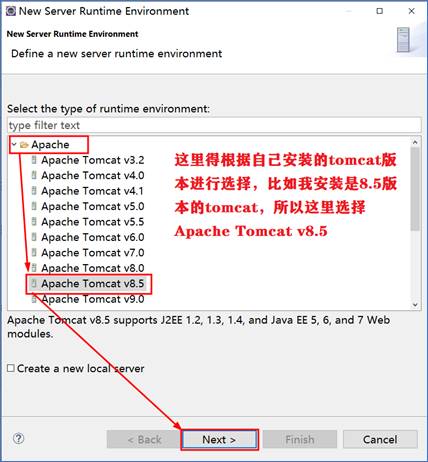 New Server Runtime Environment
New Server Runtime Environment
Define a new server runtime environment
Select the type of runtime environment:
type filter text
Apache
Apache Tomcat v3.2
Apache Tomcat v4.0
Apache Tomcat v4.1
Apache Tomcat v5.0
Apache Tomcat v5.5
Apache Tomcat v6.0
Apache Tomcat v7.0
Apache Tomcat v8.0
Apache Tomcat v8.5
Apache Tomcat v9.0
这里得根据自己安装的tomcat版
本进行选择，比如我安装是8.5版
本的tomcat，所以这里选择
Apache Tomcat v8.5
Apache Tomcat v8.5 supports J2EE 1.2, 1.3, 1.4, and Java EE 5, 6, and 7 Web
modules.
Create a new local server
?
< Back
Next >
Finish
Cancel